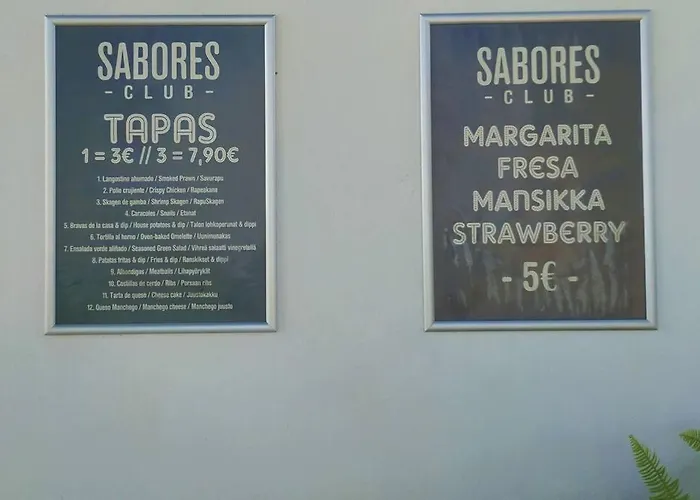 SABORES
- CLUB -
TAPAS
1 = 3€ // 3 = 7,90€
1. Langostino ahumado / Smoked Prawn / Savurapu
2. Pollo crujiente / Crispy Chicken / Rapeakana
3. Skagen de gamba / Shrimp Skagen / RapuSkagen
4. Caracoles / Snails / Etanat
5. Bravas de la casa & dip / House potatoes & dip / Talon lohkoperunat & dippi
6. Tortilla al horno / Oven-baked Omelette / Uunimunakas
7. Ensalada verde aliñado / Seasoned Green Salad / Vihreä salaatti vinegretallä
8. Patatas fritas & dip / Fries & dip / Ranskikset & dippi
9. Albondigas / Meatballs / Lihapyörykät
10. Costillas de cerdo / Ribs / Porsaan ribs
11. Tarta de queso / Cheese cake / Juustokakku
12. Queso Manchego / Manchego cheese / Manchego juusto
SABORES
- CLUB -
MARGARITA
FRESA
MANSIKKA
STRAWBERRY
- 5€ -